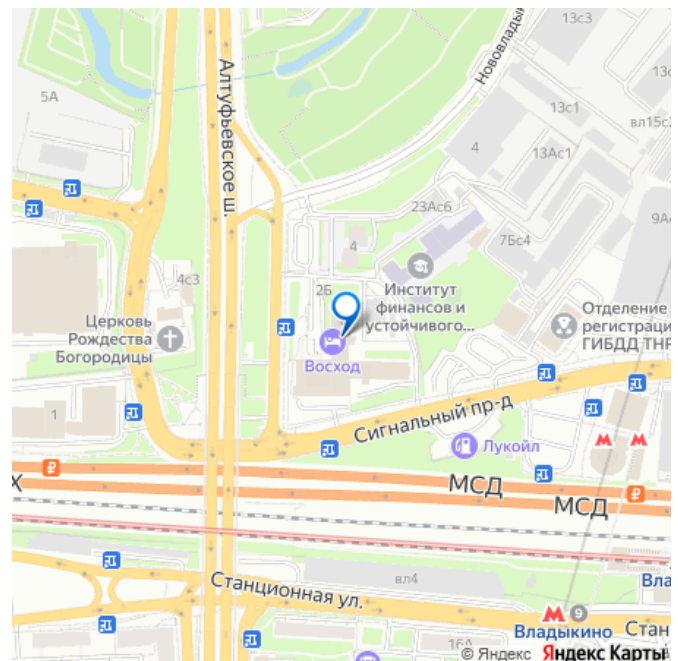 13с3
Нововладык
13с
5А
Алтуфьевское ш.
13с1
вл15с2
4
13Ас1
23Ас6
9А
7Бс4
4
4с3
2Б
Институт
финансов и
устойчивого...
Отделение
регистраци
ГИБДД ТНР
Церковь
Рождества
Богородицы
Восход
1
Сигнальный пр-д
Лукойл
М М
₽
Х
МСД
МСД
₽
Вла
Станционная ул.
вл4
М 9
Владыкино
Стан
16А
© Яндекс Яндекс Карты